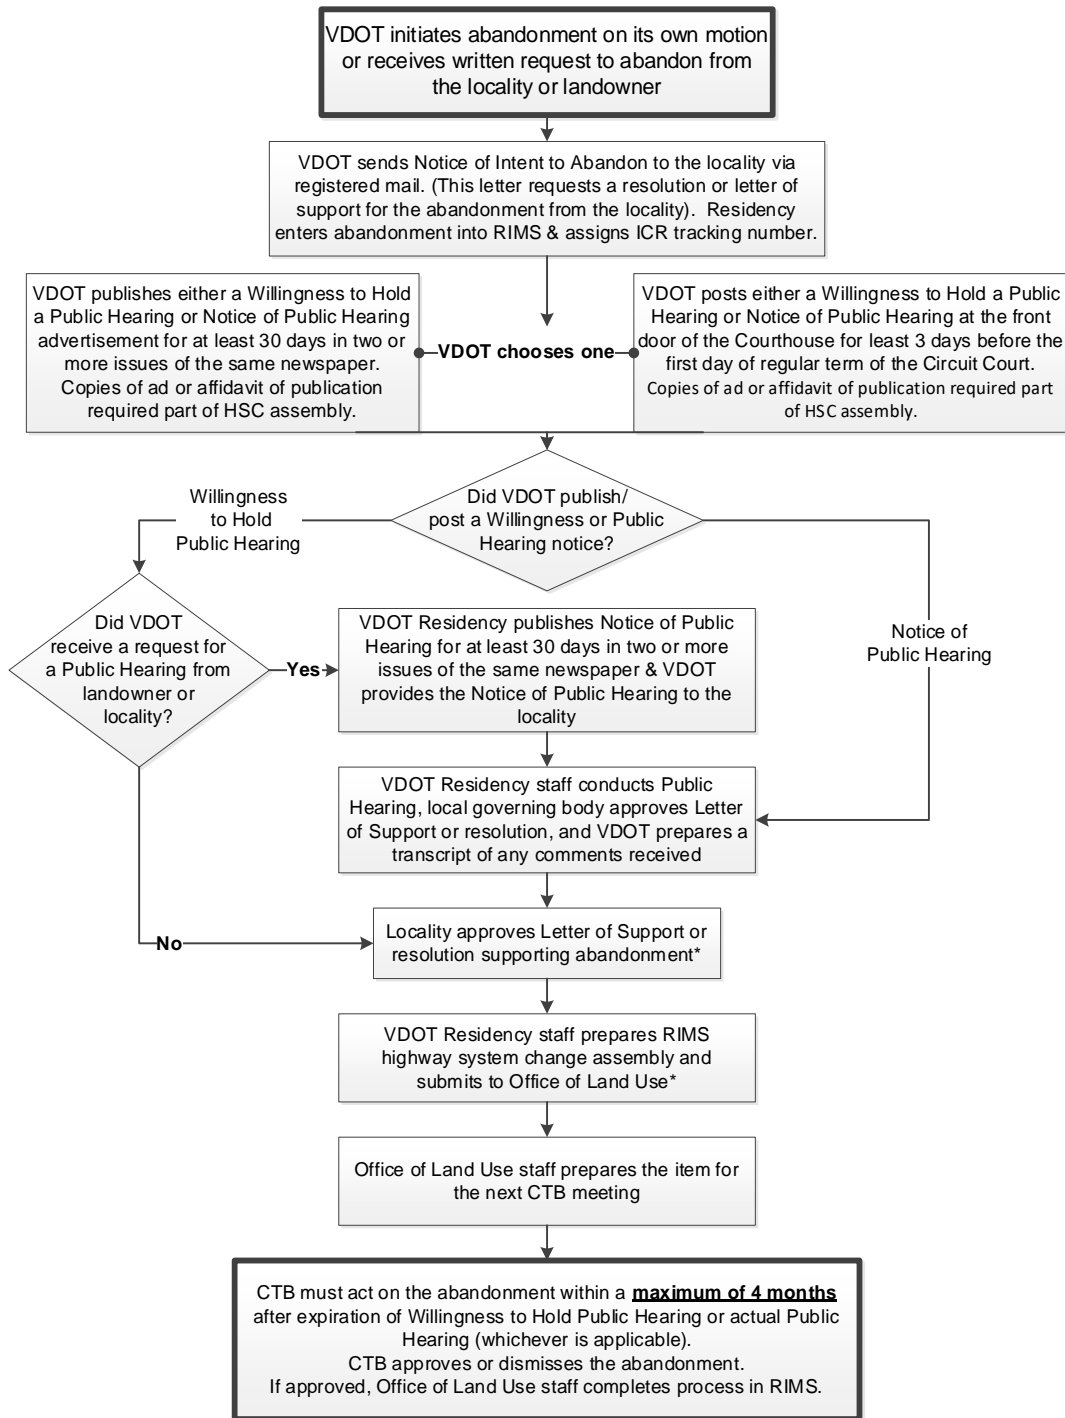 VDOT initiates abandonment on its own motion
or receives written request to abandon from
the locality or landowner
VDOT sends Notice of Intent to Abandon to the locality via
registered mail. (This letter requests a resolution or letter of
support for the abandonment from the locality).  Residency
enters abandonment into RIMS & assigns ICR tracking number.
VDOT publishes either a Willingness to Hold
a Public Hearing or Notice of Public Hearing
advertisement for at least 30 days in two or
more issues of the same newspaper.
Copies of ad or affidavit of publication
required part of HSC assembly.
VDOT chooses one
VDOT posts either a Willingness to Hold a Public
Hearing or Notice of Public Hearing at the front
door of the Courthouse for least 3 days before the
first day of regular term of the Circuit Court.
Copies of ad or affidavit of publication required part
of HSC assembly.
Did VDOT publish/
post a Willingness or Public
Hearing notice?
Willingness
to Hold
Public Hearing
Notice of
Public Hearing
Did VDOT
receive a request for
a Public Hearing from
landowner or
locality?
Yes
VDOT Residency publishes Notice of Public
Hearing for at least 30 days in two or more
issues of the same newspaper & VDOT
provides the Notice of Public Hearing to the
locality
VDOT Residency staff conducts Public
Hearing, local governing body approves Letter
of Support or resolution, and VDOT prepares a
transcript of any comments received
No
Locality approves Letter of Support or
resolution supporting abandonment*
VDOT Residency staff prepares RIMS
highway system change assembly and
submits to Office of Land Use*
Office of Land Use staff prepares the item for
the next CTB meeting
CTB must act on the abandonment within a maximum of 4 months
after expiration of Willingness to Hold Public Hearing or actual Public
Hearing (whichever is applicable).
CTB approves or dismisses the abandonment.
If approved, Office of Land Use staff completes process in RIMS.